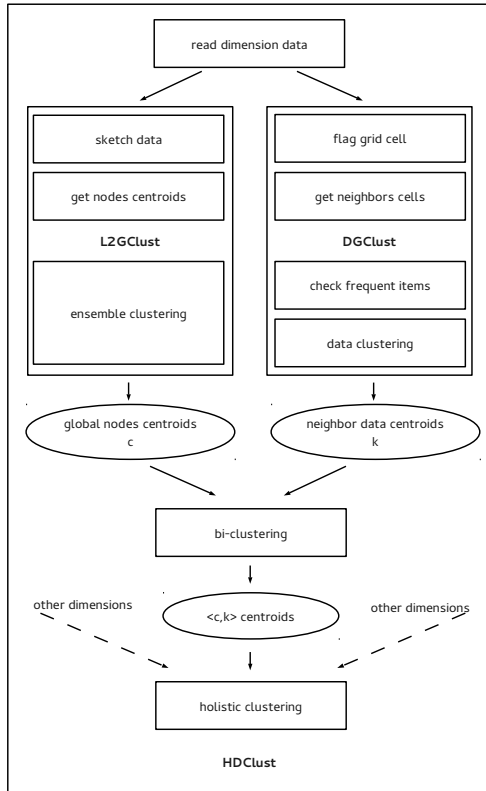 read dimension data
sketch data
get nodes centroids
L2GClust
ensemble clustering
flag grid cell
get neighbors cells
DGClust
check frequent items
data clustering
global nodes centroids
c
neighbor data centroids
k
bi-clustering
other dimensions
<c,k> centroids
other dimensions
holistic clustering
HDClust